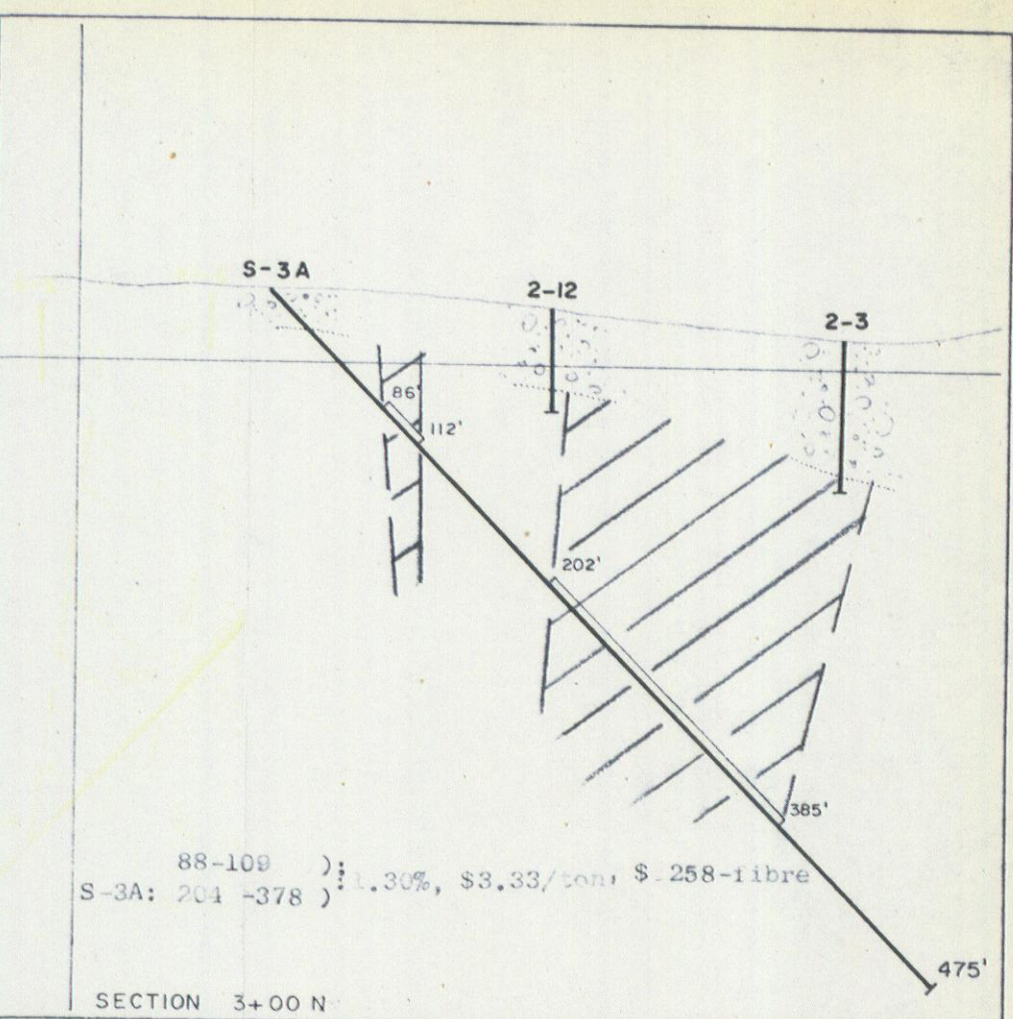 S-3A
2-12
2-3
86'
112'
202'
385'
88-109 ):
S-3A: 204 -378 ) 1.30%, $3.33/ton, $.258-fibre
475'
SECTION 3+00 N